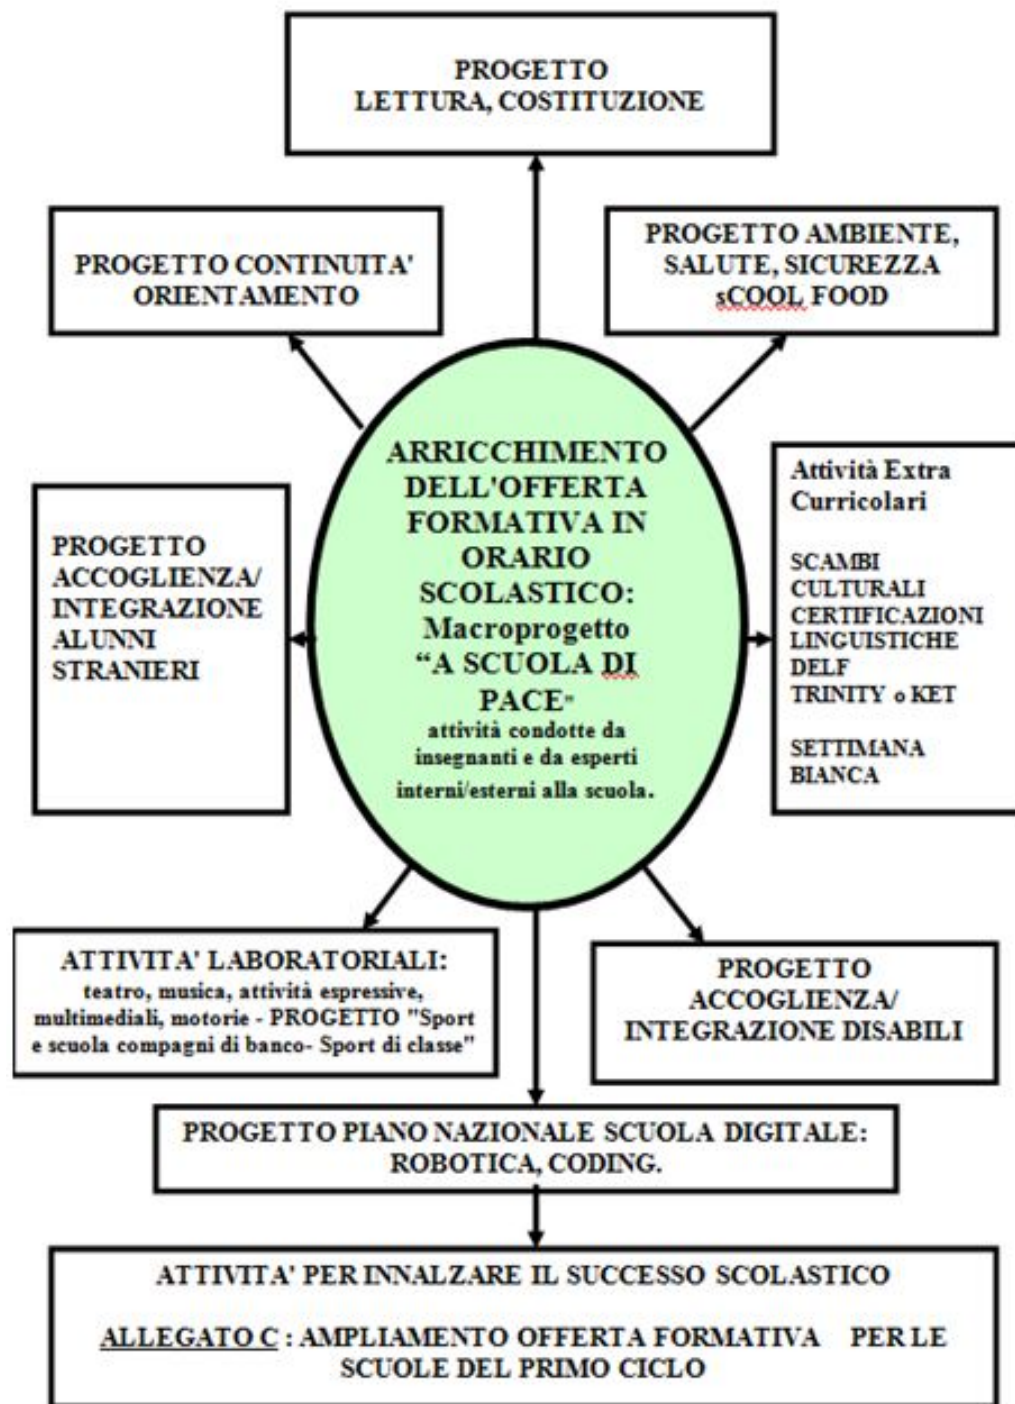 PROGETTO
LETTURA, COSTITUZIONE
PROGETTO CONTINUITA'
ORIENTAMENTO
PROGETTO AMBIENTE,
SALUTE, SICUREZZA
sCOOL FOOD
ARRICCHIMENTO
DELL'OFFERTA
FORMATIVA IN
ORARIO
SCOLASTICO:
Macroprogetto
“A SCUOLA DI
PACE”
attività condotte da
insegnanti e da esperti
interni/esterni alla scuola.
PROGETTO
ACCOGLIENZA/
INTEGRAZIONE
ALUNNI
STRANIERI
Attività Extra
Curricolari
SCAMBI
CULTURALI
CERTIFICAZIONI
LINGUISTICHE
DELF
TRINITY o KET
SETTIMANA
BIANCA
ATTIVITA' LABORATORIALI:
teatro, musica, attività espressive,
multimediali, motorie - PROGETTO "Sport
e scuola compagni di banco- Sport di classe"
PROGETTO
ACCOGLIENZA/
INTEGRAZIONE DISABILI
PROGETTO PIANO NAZIONALE SCUOLA DIGITALE:
ROBOTICA, CODING.
ATTIVITA' PER INNALZARE IL SUCCESSO SCOLASTICO
ALLEGATO C : AMPLIAMENTO OFFERTA FORMATIVA PER LE
SCUOLE DEL PRIMO CICLO